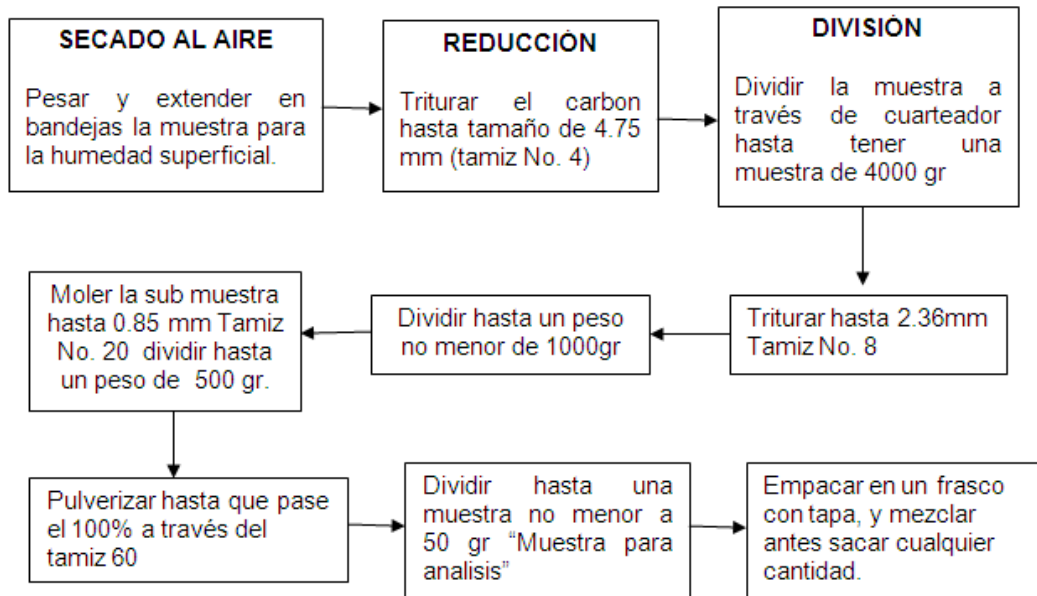 SECADO AL AIRE
Pesar y extender en
bandejas la muestra para
la humedad superficial.
REDUCCIÓN
Triturar el carbon
hasta tamaño de 4.75
mm (tamiz No. 4)
DIVISIÓN
Dividir la muestra a
través de cuarteador
hasta tener una
muestra de 4000 gr
Triturar hasta 2.36mm
Tamiz No. 8
Dividir hasta un peso
no menor de 1000gr
Moler la sub muestra
hasta 0.85 mm Tamiz
No. 20 dividir hasta
un peso de 500 gr.
Pulverizar hasta que pase
el 100% a través del
tamiz 60
Dividir hasta una
muestra no menor a
50 gr “Muestra para
analisis”
Empacar en un frasco
con tapa, y mezclar
antes sacar cualquier
cantidad.